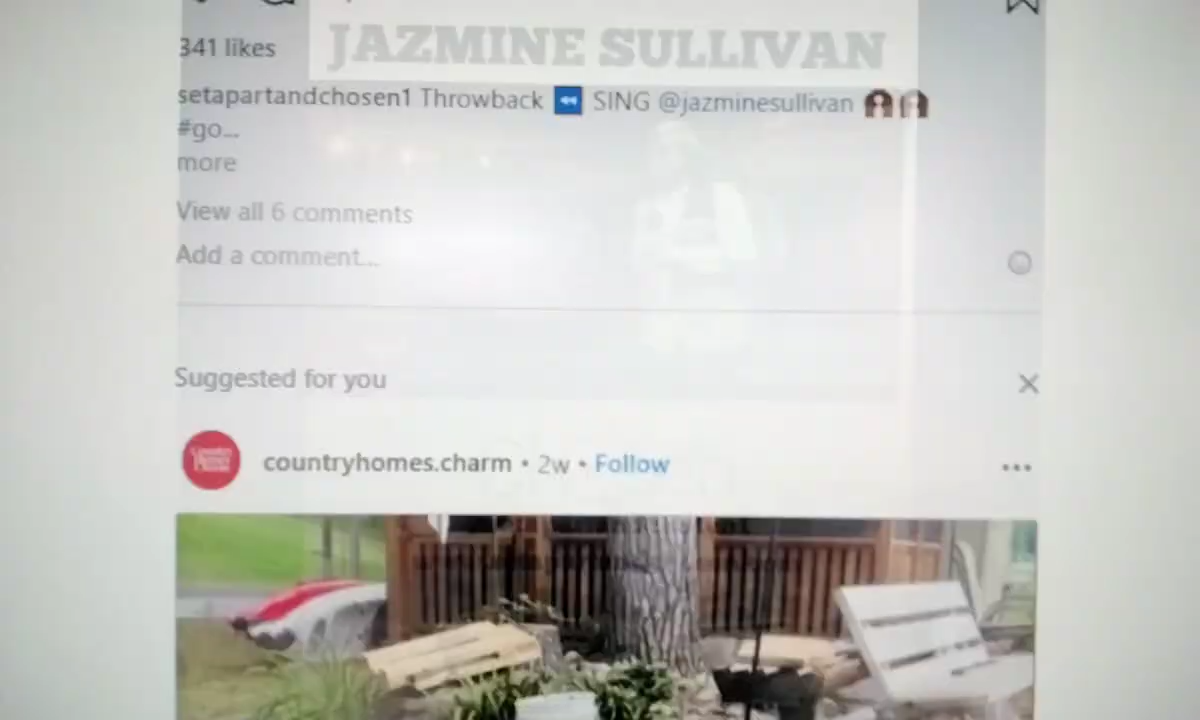 JAZMINE SULLIVAN
341 likes
setapartandchosen1 Throwback ⏪ SING @jazminesullivan
#go...
more
View all 6 comments
Add a comment...
Suggested for you
countryhomes.charm • 2w • Follow